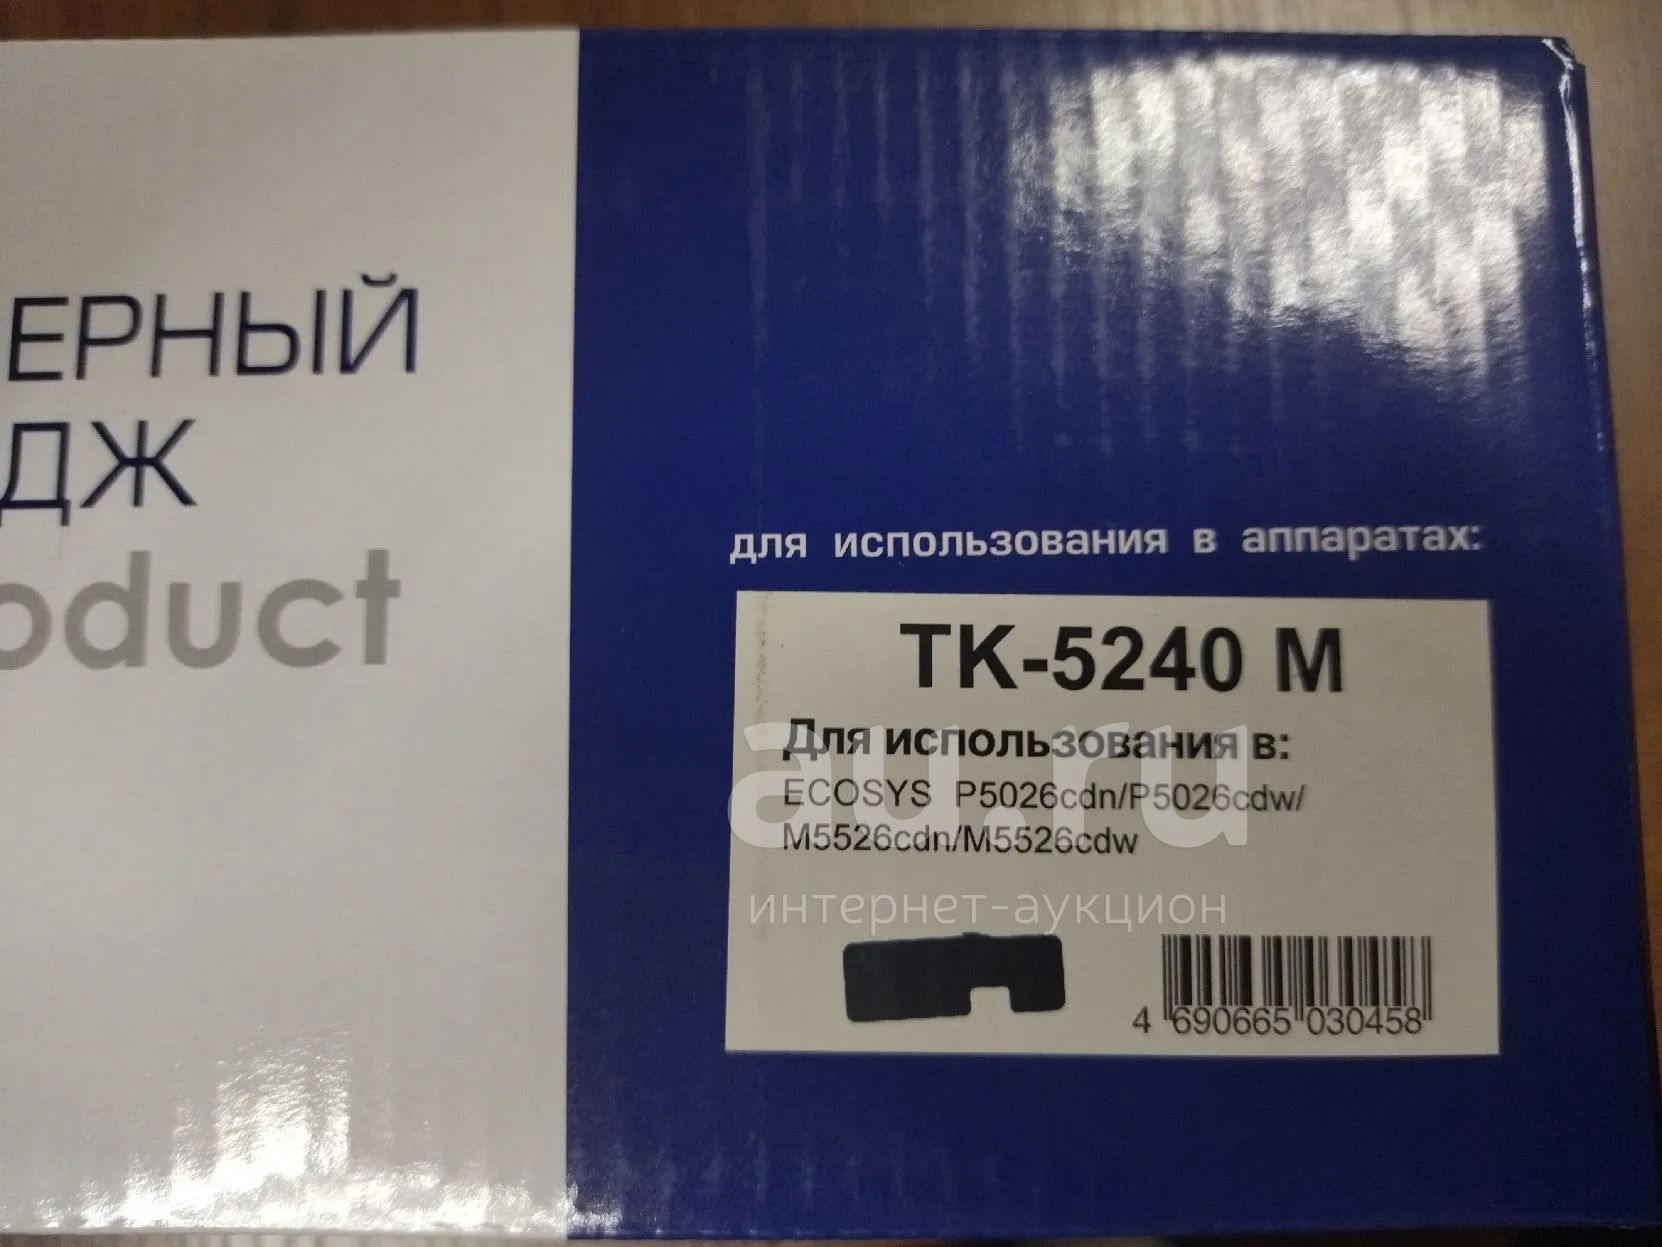 ЕРНЫЙ
ДЖ
oduct
для использования в аппаратах:
TK-5240 M
Для использования в:
ECOSYS P5026cdn/P5026cdw/
M5526cdn/M5526cdw
au.ru
интернет-аукцион
4 690665 030458